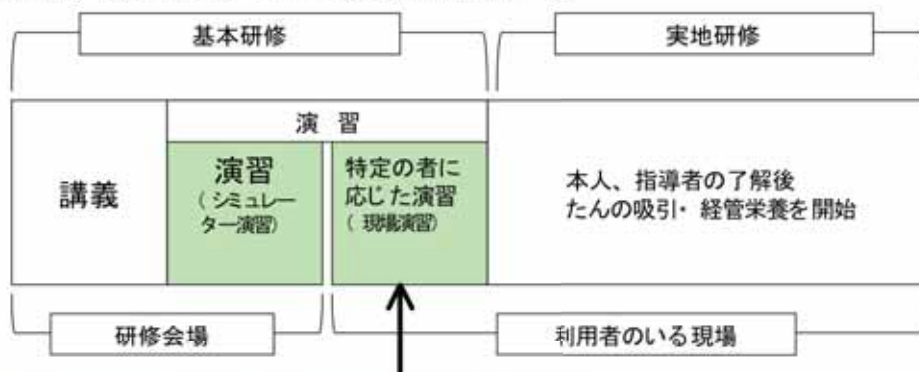 基本研修
実地研修
講義
演 習
演習
（シミュレー
ター演習）
特定の者に
応じた演習
（現場演習）
本人、指導者の了解後
たんの吸引・経管栄養を開始
研修会場
利用者のいる現場